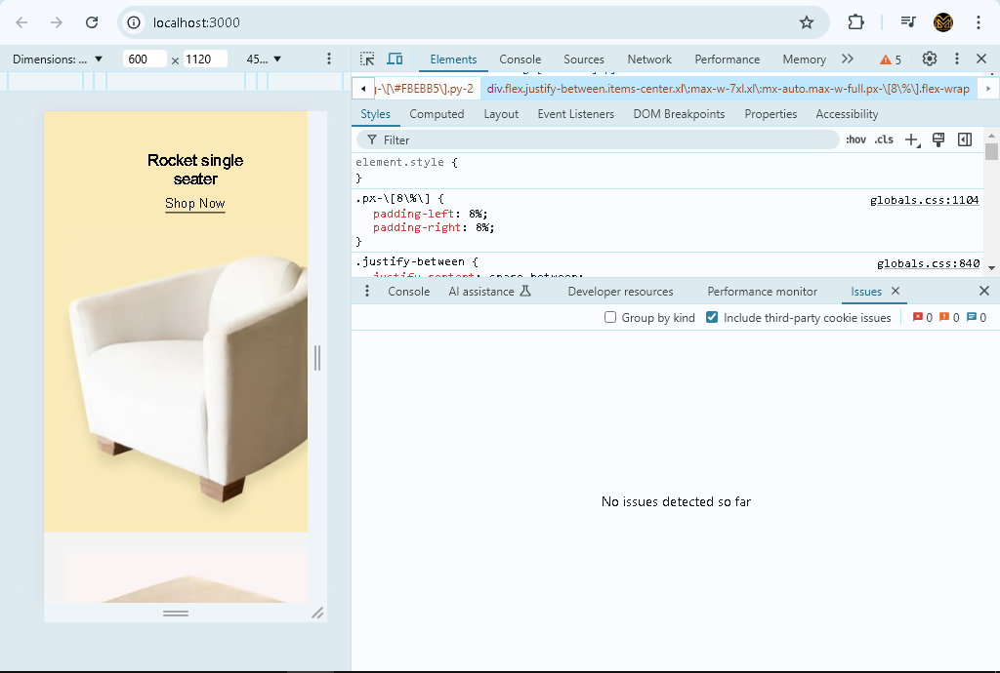 localhost:3000
Dimensions: ... ▼ 600 × 1120 45... ▼
Elements Console Sources Network Performance Memory 5
g-\[\#FBEBB5\].py-2 div.flex.justify-between.items-center.xl\:max-w-7xl.xl\:mx-auto.max-w-full.px-\[8\%\].flex-wrap
Styles Computed Layout Event Listeners DOM Breakpoints Properties Accessibility
Filter :hov .cls
element.style {
}
.px-\[8\%\] { globals.css:1104
padding-left: 8%;
padding-right: 8%;
}
.justify-between { globals.css:840
justify-content: space-between;
Console AI assistance Developer resources Performance monitor Issues
Group by kind Include third-party cookie issues 0 0 0
No issues detected so far
Rocket single
seater
Shop Now